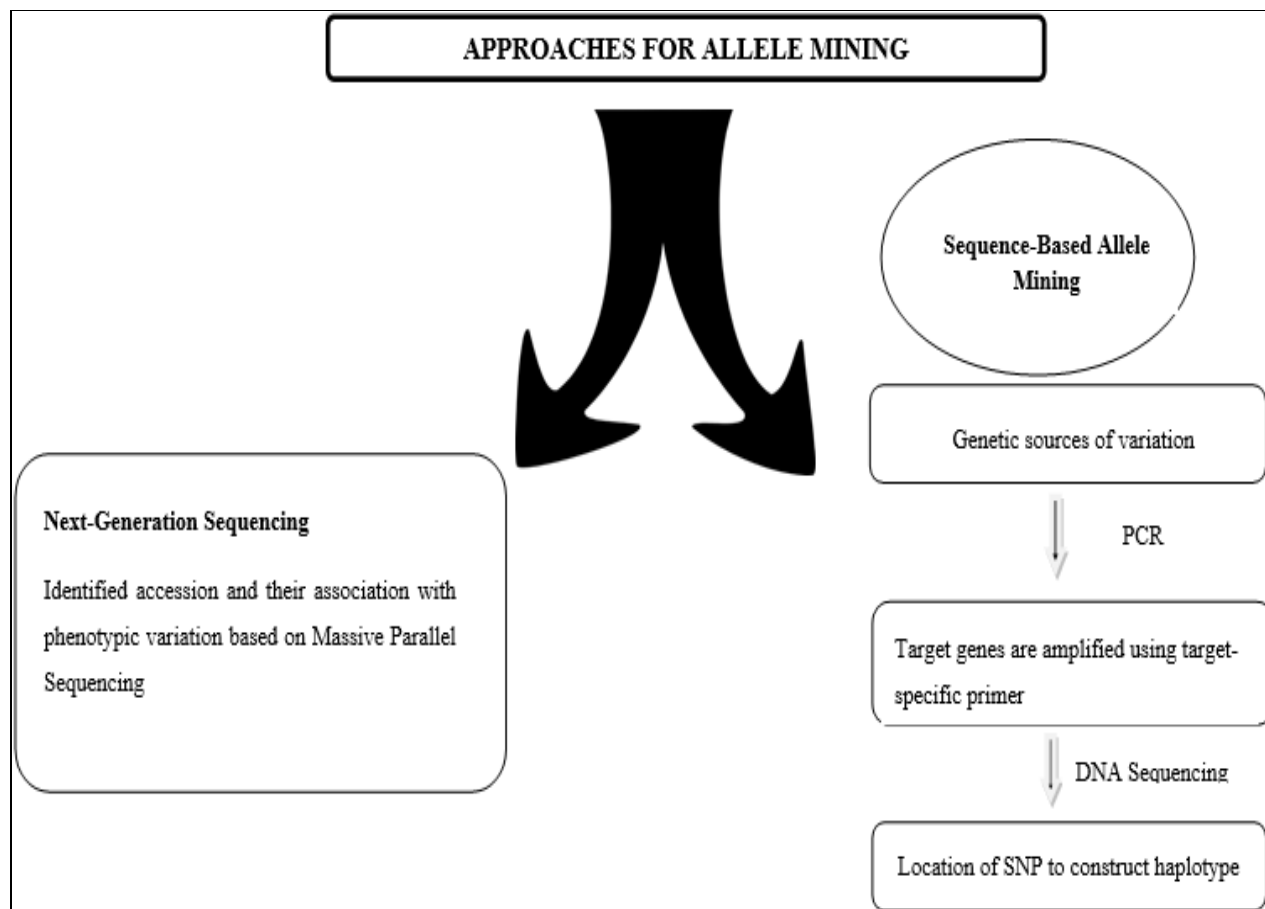 APPROACHES FOR ALLELE MINING
Sequence-Based Allele
Mining
Genetic sources of variation
PCR
Target genes are amplified using target-
specific primer
DNA Sequencing
Location of SNP to construct haplotype
Next-Generation Sequencing
Identified accession and their association with
phenotypic variation based on Massive Parallel
Sequencing